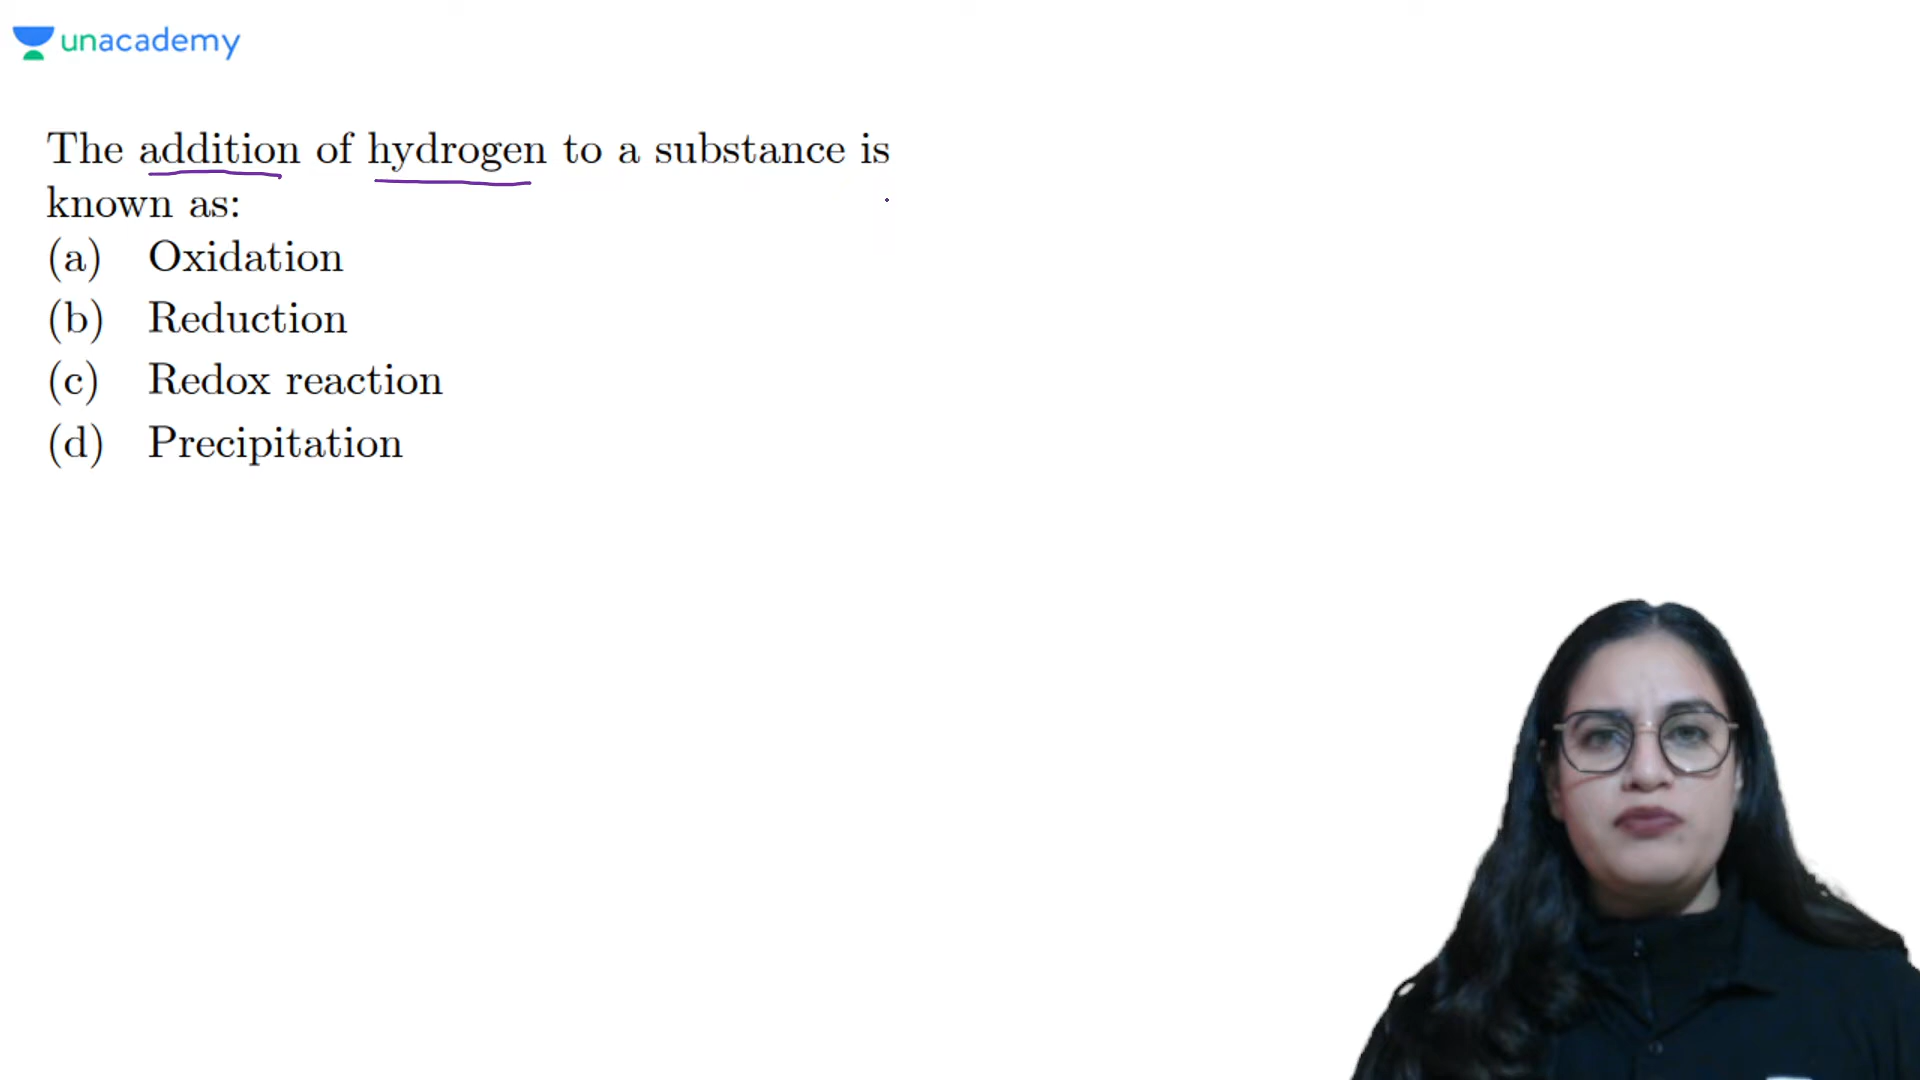 unacademy
The addition of hydrogen to a substance is
known as:
(a) Oxidation
(b) Reduction
(c) Redox reaction
(d) Precipitation